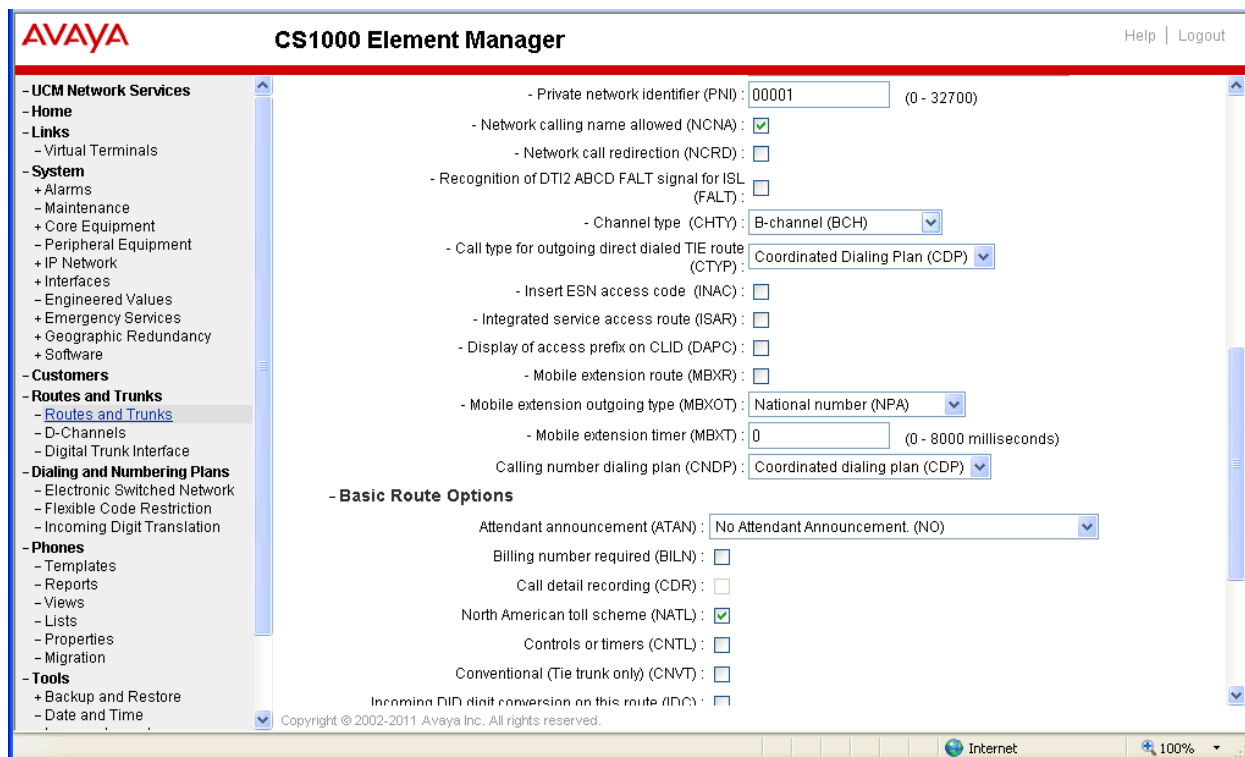 AVAYA
CS1000 Element Manager
Help | Logout
- UCM Network Services
- Home
- Links
- Virtual Terminals
- System
+ Alarms
- Maintenance
+ Core Equipment
- Peripheral Equipment
+ IP Network
+ Interfaces
- Engineered Values
+ Emergency Services
+ Geographic Redundancy
+ Software
- Customers
- Routes and Trunks
- Routes and Trunks
- D-Channels
- Digital Trunk Interface
- Dialing and Numbering Plans
- Electronic Switched Network
- Flexible Code Restriction
- Incoming Digit Translation
- Phones
- Templates
- Reports
- Views
- Lists
- Properties
- Migration
- Tools
+ Backup and Restore
- Date and Time
- Private network identifier (PNI) : 00001 (0 - 32700)
- Network calling name allowed (NCNA) :
- Network call redirection (NCRD) :
- Recognition of DTI2 ABCD FALT signal for ISL
(FALT) :
- Channel type (CHTY) : B-channel (BCH)
- Call type for outgoing direct dialed TIE route
(CTYP) : Coordinated Dialing Plan (CDP)
- Insert ESN access code (INAC) :
- Integrated service access route (ISAR) :
- Display of access prefix on CLID (DAPC) :
- Mobile extension route (MBXR) :
- Mobile extension outgoing type (MBXOT) : National number (NPA)
- Mobile extension timer (MBXT) : 0 (0 - 8000 milliseconds)
Calling number dialing plan (CNDP) : Coordinated dialing plan (CDP)
- Basic Route Options
Attendant announcement (ATAN) : No Attendant Announcement. (NO)
Billing number required (BILN) :
Call detail recording (CDR) :
North American toll scheme (NATL) :
Controls or timers (CNTL) :
Conventional (Tie trunk only) (CNVT) :
Incoming DID digit conversion on this route (IDC) :
Copyright © 2002-2011 Avaya Inc. All rights reserved.
Internet
100%